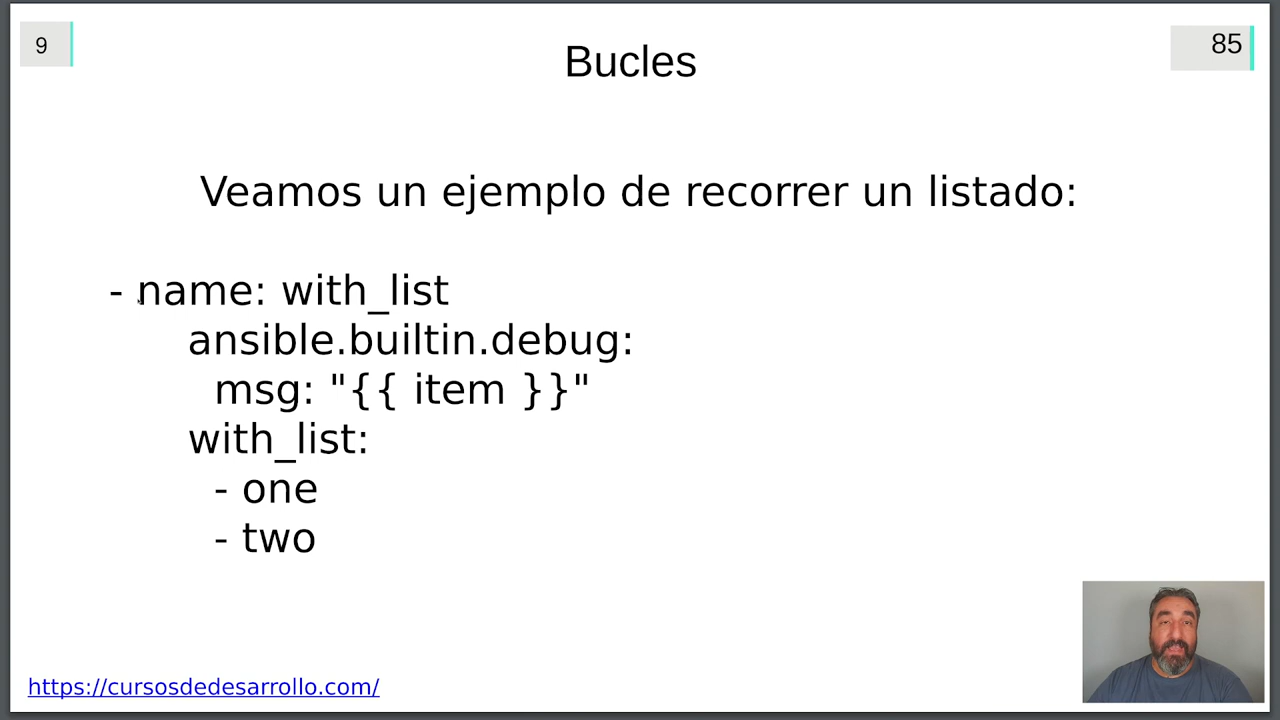 9
Bucles
85
Veamos un ejemplo de recorrer un listado:
- name: with_list
ansible.builtin.debug:
msg: "{{ item }}"
with_list:
- one
- two
https://cursosdedesarrollo.com/